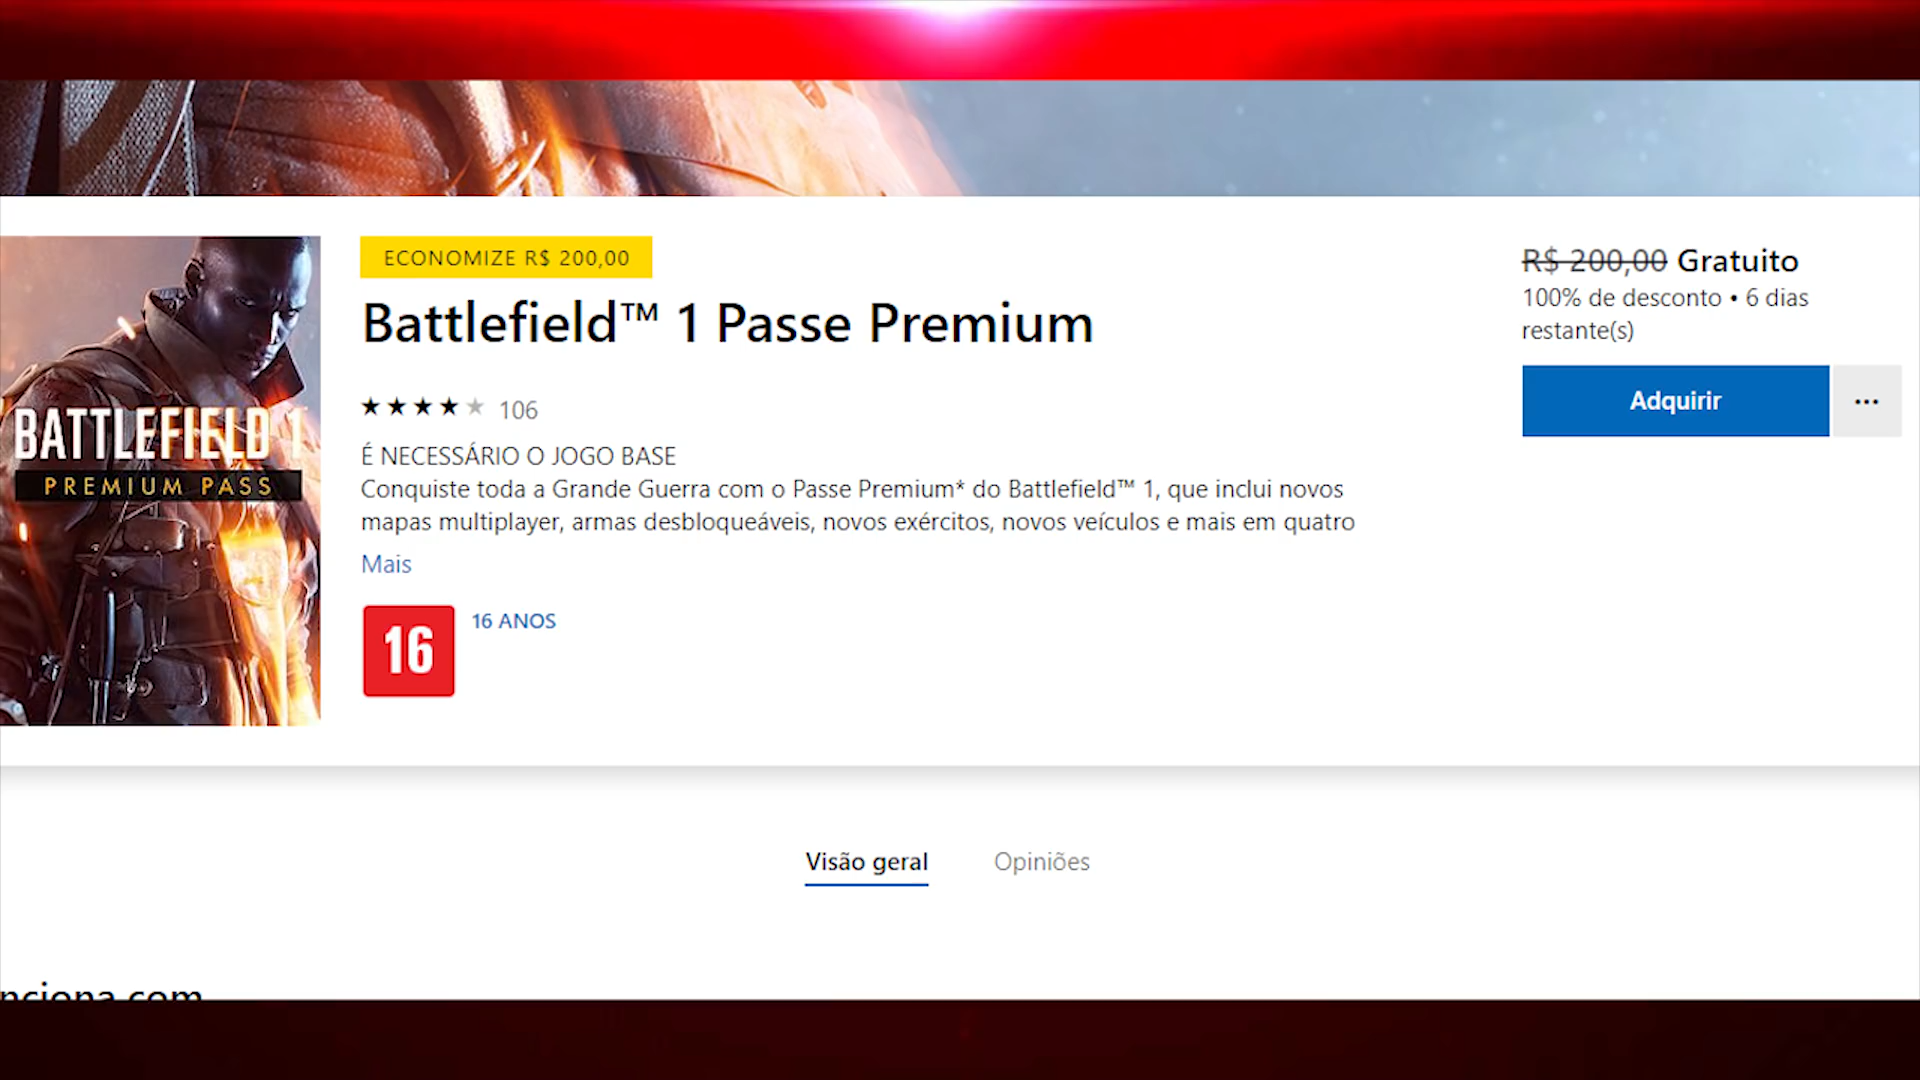 ECONOMIZE R$ 200,00
Battlefield™ 1 Passe Premium
106
É NECESSÁRIO O JOGO BASE
Conquiste toda a Grande Guerra com o Passe Premium* do Battlefield™ 1, que inclui novos
mapas multiplayer, armas desbloqueáveis, novos exércitos, novos veículos e mais em quatro
Mais
16
16 ANOS
BATTLEFIELD 1
PREMIUM PASS
R$ 200,00 Gratuito
100% de desconto • 6 dias
restante(s)
Adquirir
Visão geral
Opiniões
nciona com